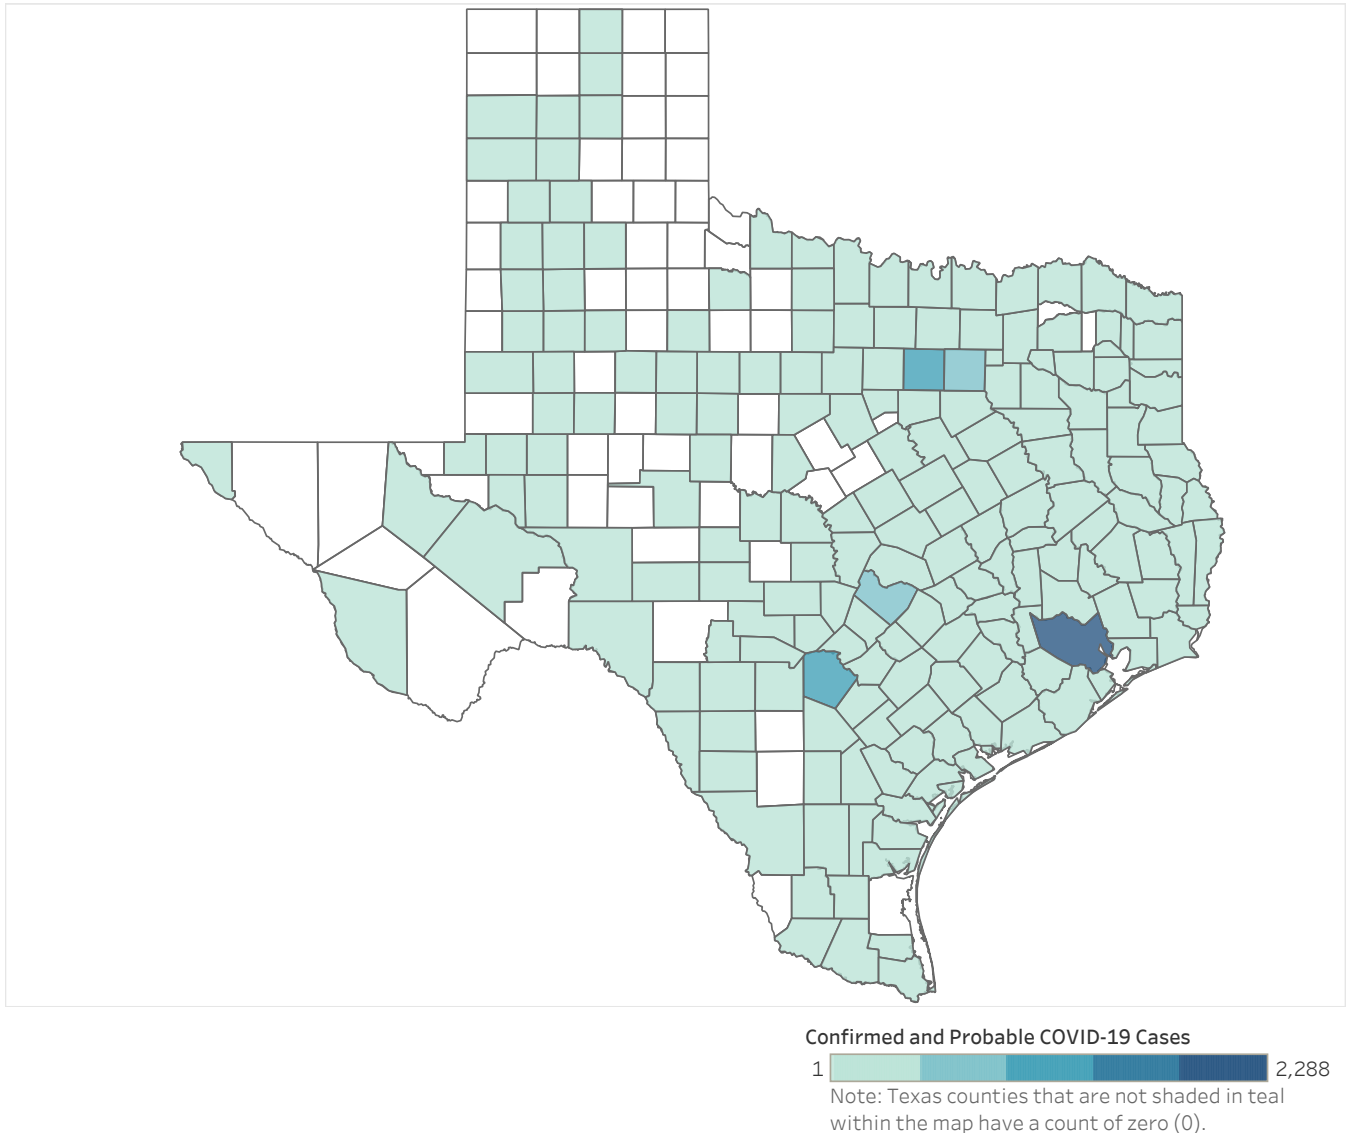 Confirmed and Probable COVID-19 Cases
1 2,288
Note: Texas counties that are not shaded in teal
within the map have a count of zero (0).